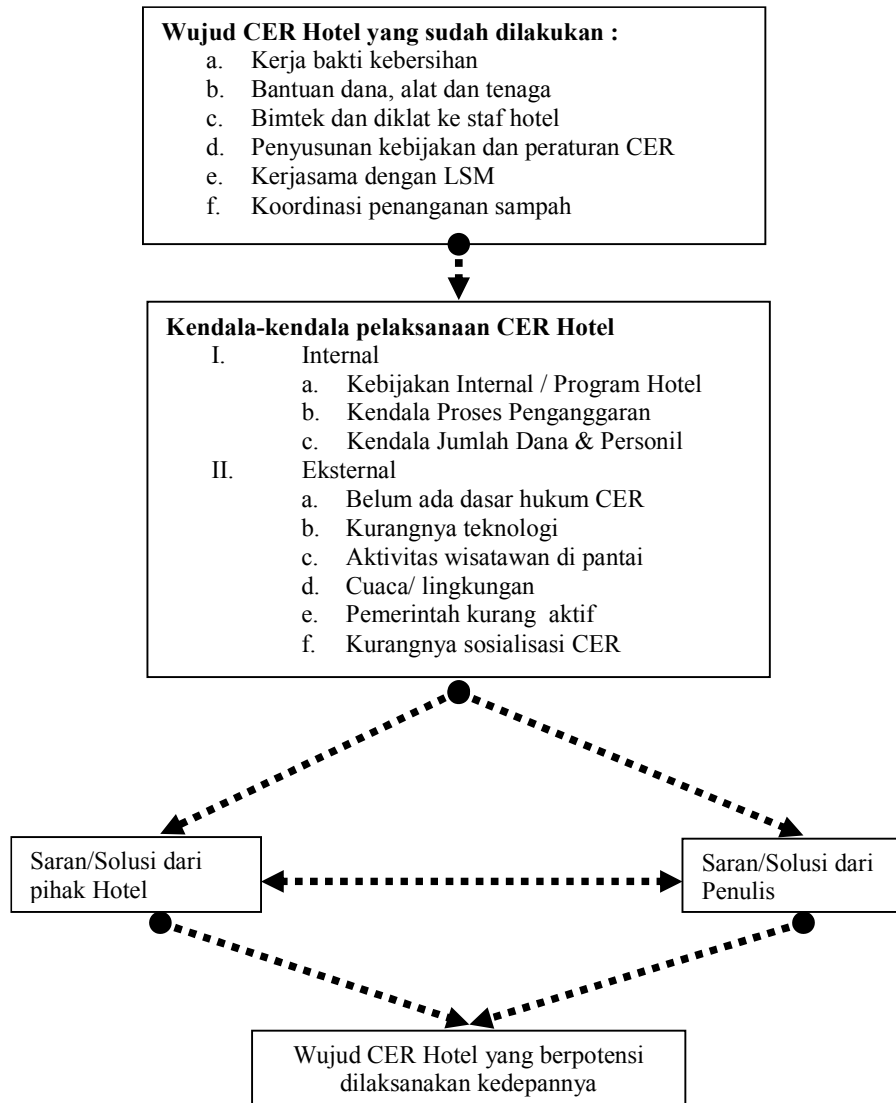 Wujud CER Hotel yang sudah dilakukan :
a. Kerja bakti kebersihan
b. Bantuan dana, alat dan tenaga
c. Bimtek dan diklat ke staf hotel
d. Penyusunan kebijakan dan peraturan CER
e. Kerjasama dengan LSM
f. Koordinasi penanganan sampah
Kendala-kendala pelaksanaan CER Hotel
I. Internal
a. Kebijakan Internal / Program Hotel
b. Kendala Proses Penganggaran
c. Kendala Jumlah Dana & Personil
II. Eksternal
a. Belum ada dasar hukum CER
b. Kurangnya teknologi
c. Aktivitas wisatawan di pantai
d. Cuaca/ lingkungan
e. Pemerintah kurang aktif
f. Kurangnya sosialisasi CER
Saran/Solusi dari
pihak Hotel
Saran/Solusi dari
Penulis
Wujud CER Hotel yang berpotensi
dilaksanakan kedepannya